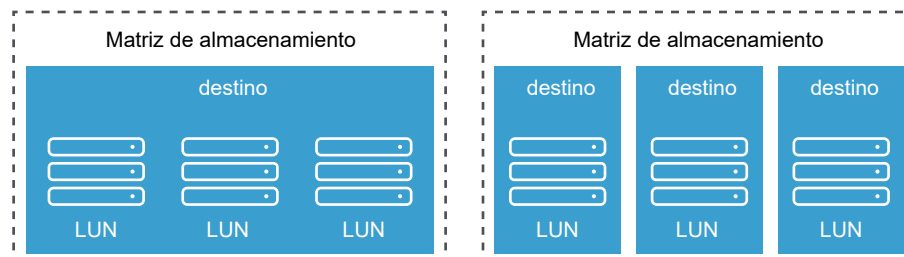 Matriz de almacenamiento
destino
LUN LUN LUN
Matriz de almacenamiento
destino destino destino
LUN LUN LUN